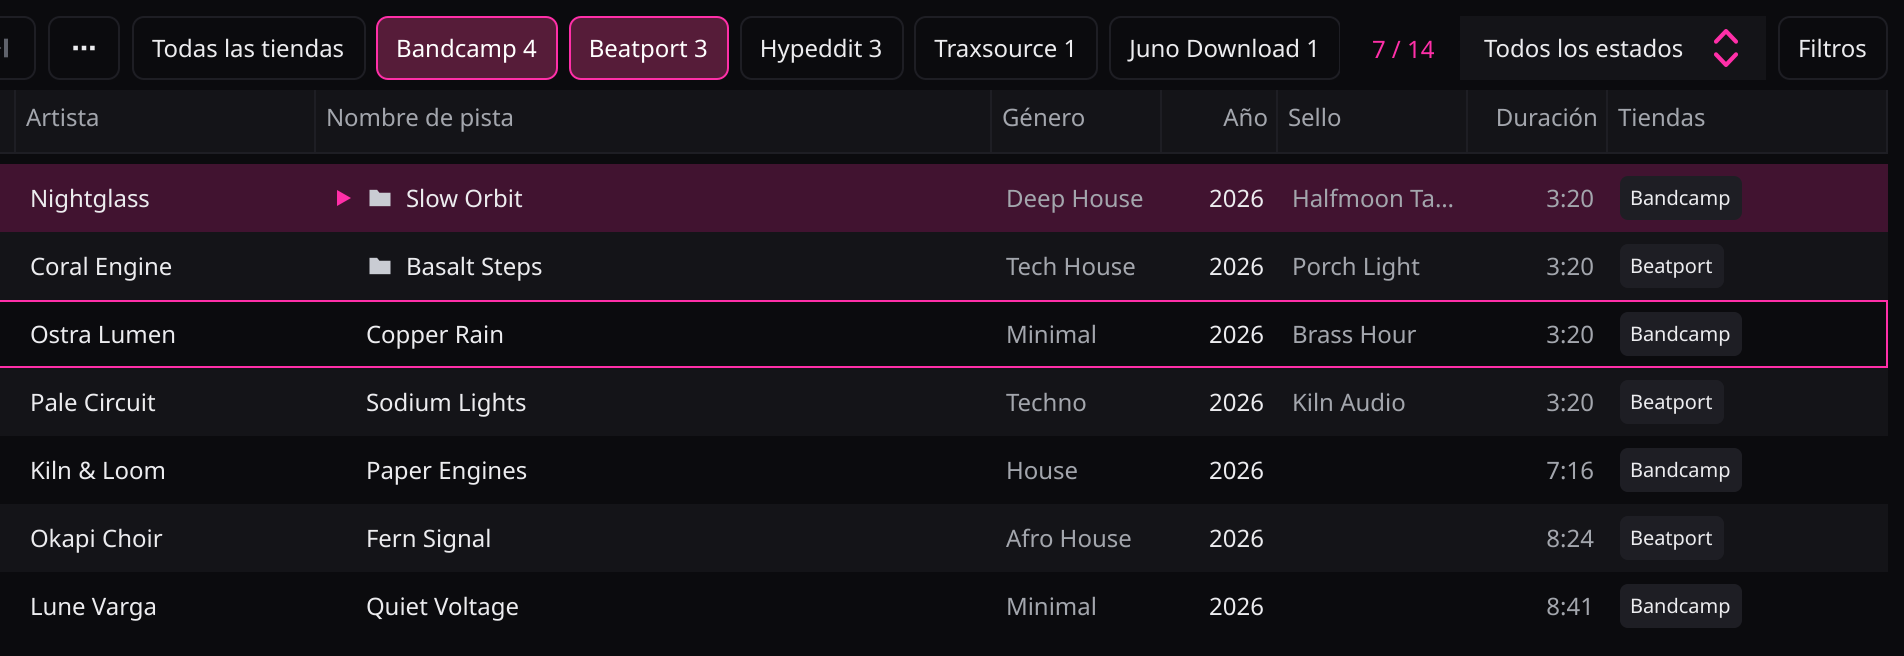 ... Todas las tiendas Bandcamp 4 Beatport 3 Hypeddit 3 Traxsource 1 Juno Download 1 7 / 14 Todos los estados Filtros
Artista Nombre de pista Género Año Sello Duración Tiendas
Nightglass Slow Orbit Deep House 2026 Halfmoon Ta... 3:20 Bandcamp
Coral Engine Basalt Steps Tech House 2026 Porch Light 3:20 Beatport
Ostra Lumen Copper Rain Minimal 2026 Brass Hour 3:20 Bandcamp
Pale Circuit Sodium Lights Techno 2026 Kiln Audio 3:20 Beatport
Kiln & Loom Paper Engines House 2026 7:16 Bandcamp
Okapi Choir Fern Signal Afro House 2026 8:24 Beatport
Lune Varga Quiet Voltage Minimal 2026 8:41 Bandcamp